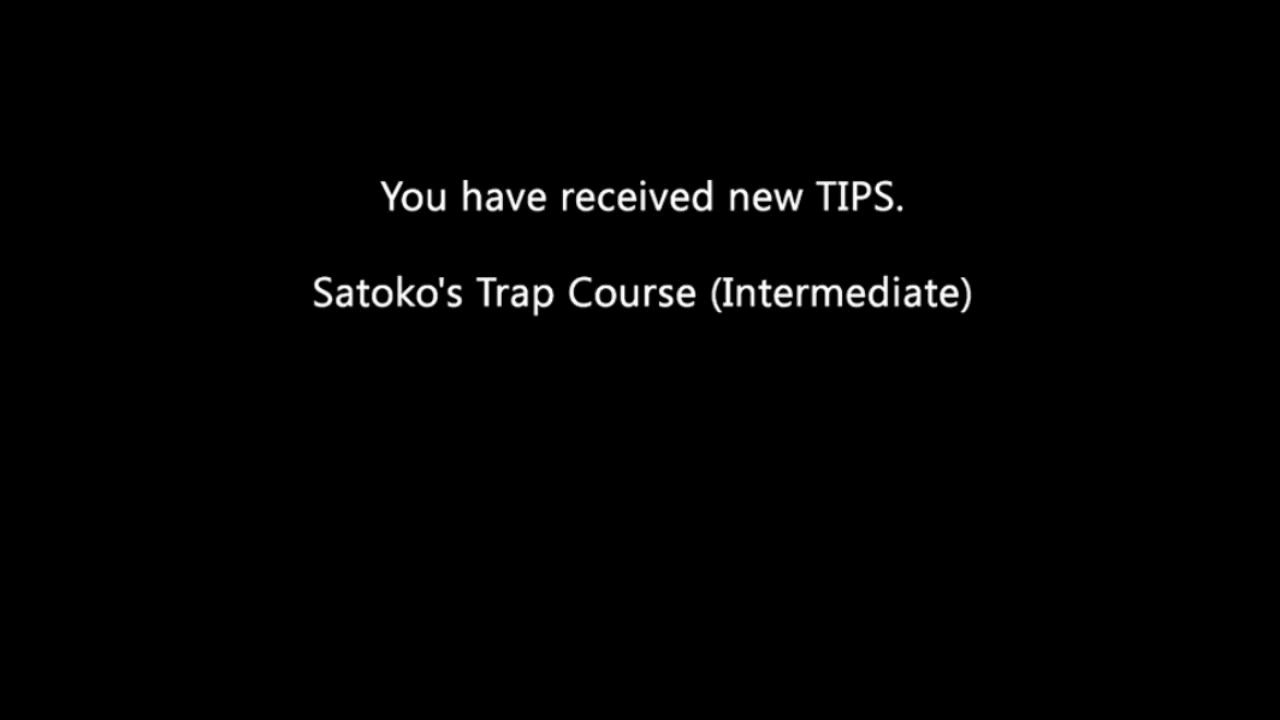 You have received new TIPS.
Satoko's Trap Course (Intermediate)